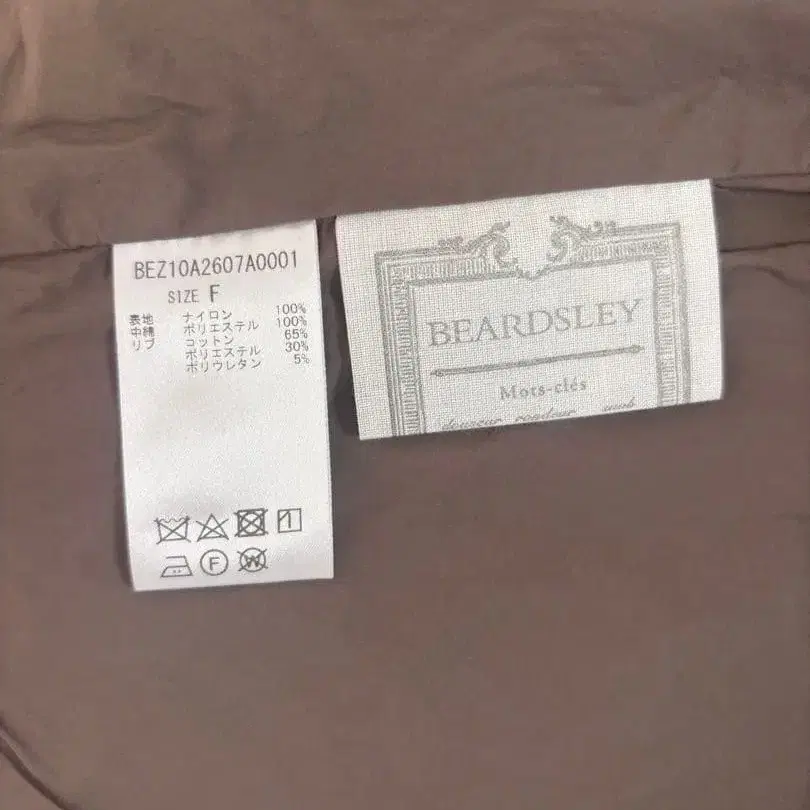 BEZ10A2607A0001
SIZE F
表地 ナイロン 100%
中綿 ポリエステル 100%
リブ コットン 65%
ポリエステル 30%
ポリウレタン 5%
F
W
BEARDSLEY
Mots-clés
douceur rondeur